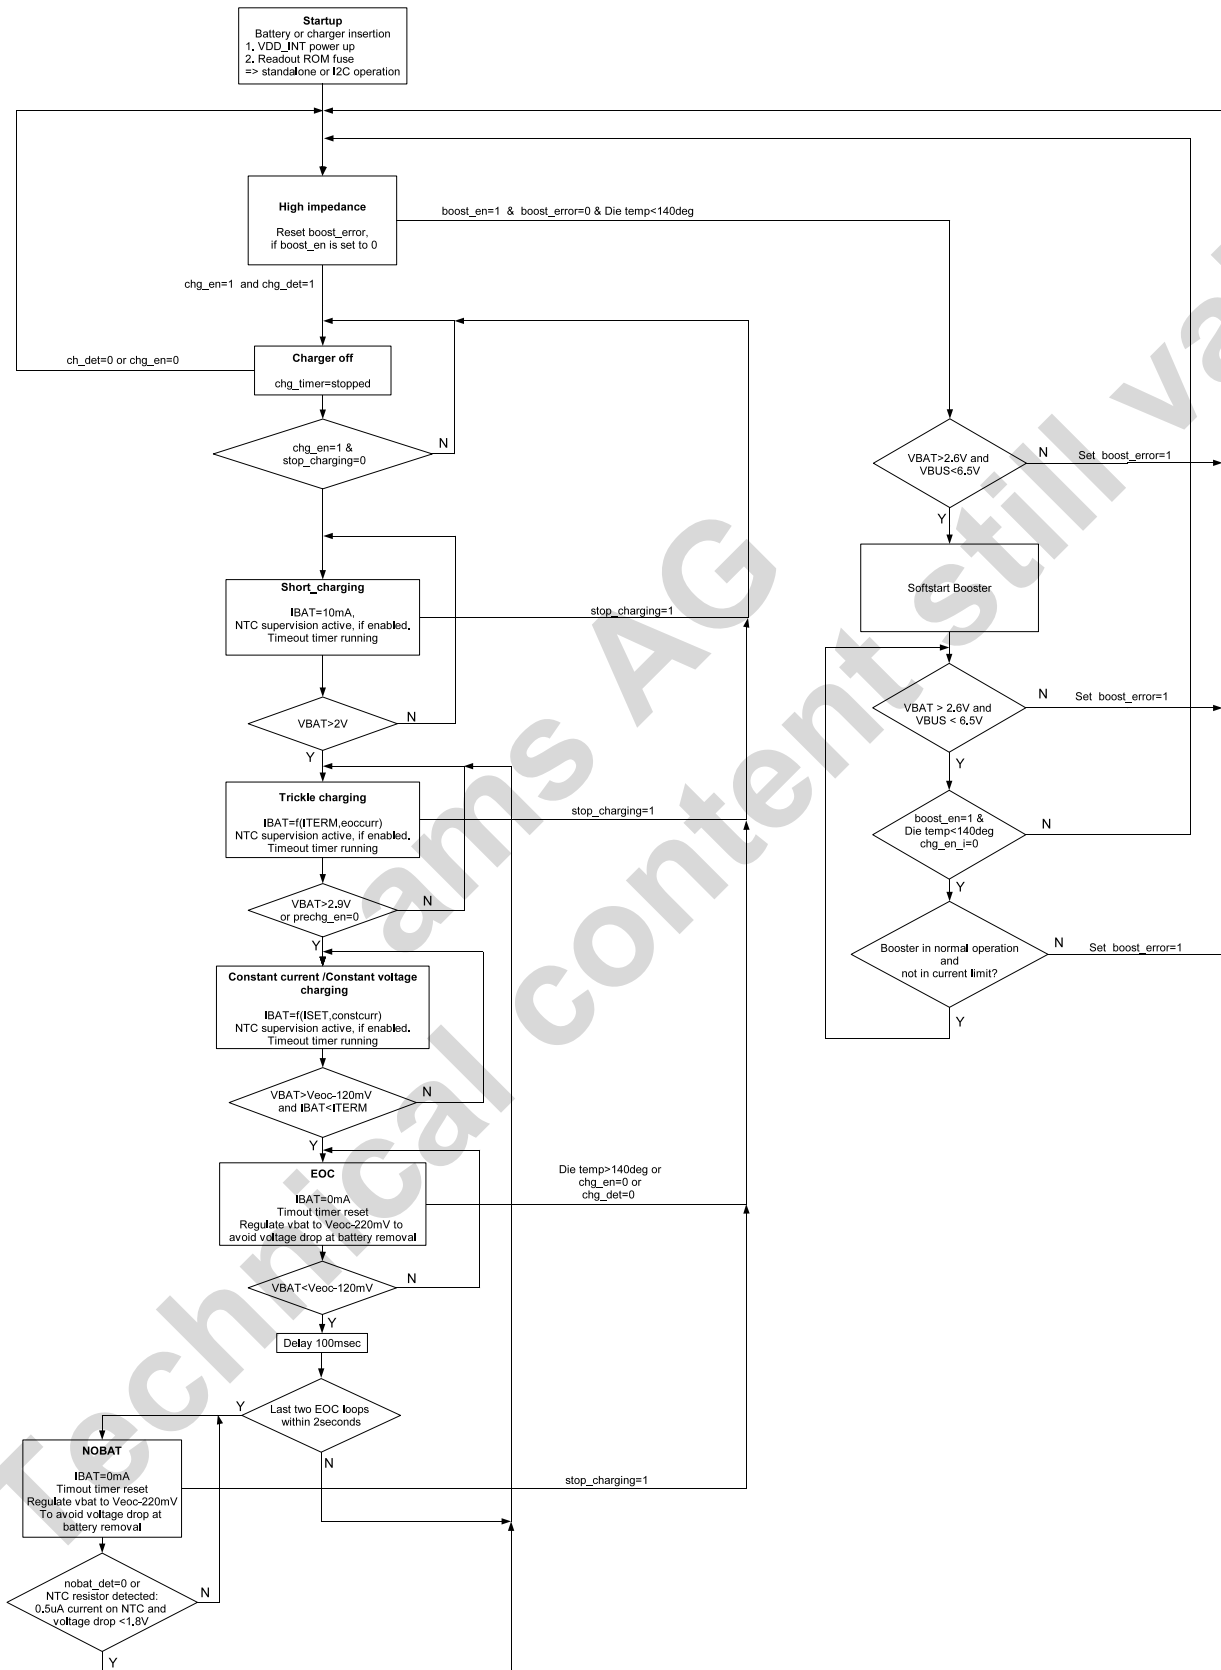 Startup
Battery or charger insertion
1. VDD_INT power up
2. Readout ROM fuse
=> standalone or I2C operation
High impedance
Reset boost_error,
if boost_en is set to 0
boost_en=1 & boost_error=0 & Die temp<140deg
chg_en=1 and chg_det=1
ch_det=0 or chg_en=0
Charger off
chg_timer=stopped
chg_en=1 &
stop_charging=0
N
VBAT>2.6V and
VBUS<6.5V
N
Set boost_error=1
Y
Short_charging
IBAT=10mA,
NTC supervision active, if enabled.
Timeout timer running
stop_charging=1
Softstart Booster
VBAT>2V
N
Y
VBAT > 2.6V and
VBUS < 6.5V
N
Set boost_error=1
Y
Trickle charging
IBAT=f(ITERM,eoccurr)
NTC supervision active, if enabled.
Timeout timer running
stop_charging=1
boost_en=1 &
Die temp<140deg
chg_en_i=0
N
Y
VBAT>2.9V
or prechg_en=0
N
Y
Booster in normal operation
and
not in current limit?
N
Set boost_error=1
Y
Constant current /Constant voltage
charging
IBAT=f(ISET,constcurr)
NTC supervision active, if enabled.
Timeout timer running
VBAT>Veoc-120mV
and IBAT<ITERM
N
Y
EOC
IBAT=0mA
Timout timer reset
Regulate vbat to Veoc-220mV to
avoid voltage drop at battery removal
Die temp>140deg or
chg_en=0 or
chg_det=0
VBAT<Veoc-120mV
N
Y
Delay 100msec
Last two EOC loops
within 2seconds
Y
N
NOBAT
IBAT=0mA
Timout timer reset
Regulate vbat to Veoc-220mV
To avoid voltage drop at
battery removal
stop_charging=1
nobat_det=0 or
NTC resistor detected:
0.5uA current on NTC and
voltage drop <1.8V
N
Y
ams AG
Technical content still va